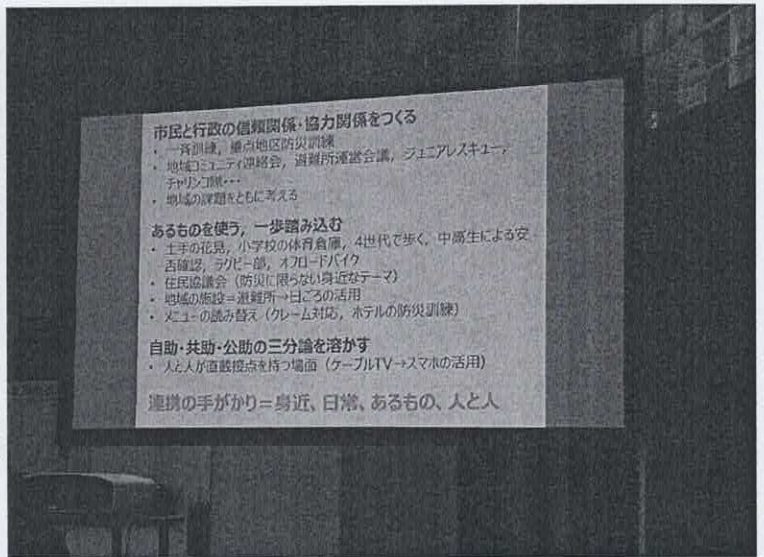 市民と行政の信頼関係・協力関係をつくる
・ 一斉訓練，重点地区防災訓練
・ 地域コミュニティ連絡会，避難所運営会議，ジュニアレスキュー，
チャリンコ隊・・・
・ 地域の課題をともに考える
あるものを使う，一歩踏み込む
・ 土手の花見，小学校の体育倉庫，4世代で歩く，中高生による安
否確認，ラグビー部，オフロードバイク
・ 住民協議会（防災に限らない身近なテーマ）
・ 地域の施設＝避難所→日ごろの活用
・ メニューの読み替え（クレーム対応，ホテルの防災訓練）
自助・共助・公助の三分論を溶かす
・ 人と人が直截接点を持つ場面（ケーブルTV→スマホの活用）
連携の手がかり＝身近、日常、あるもの、人と人